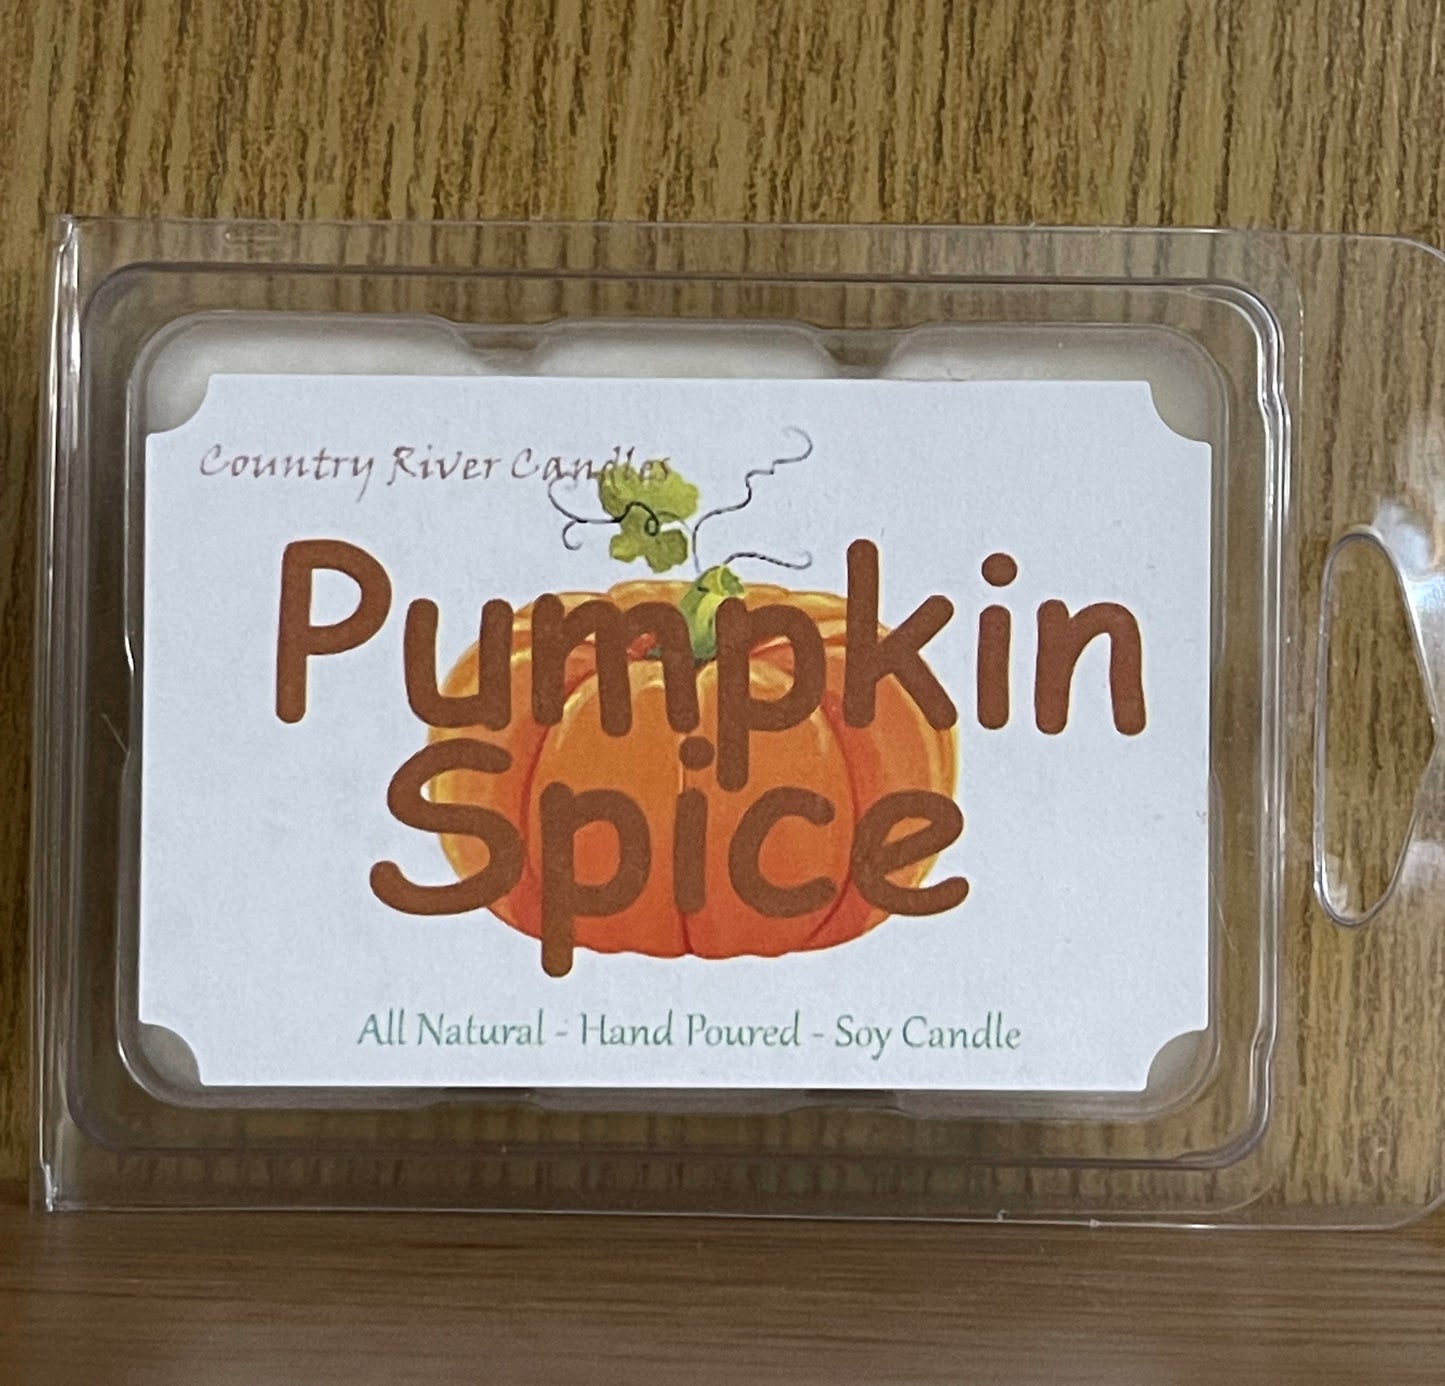 Country River Candles
Pumpkin
Spice
All Natural - Hand Poured - Soy Candle